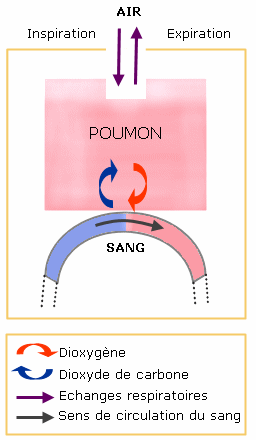 AIR
Inspiration Expiration
POUMON
SANG
Dioxygène
Dioxyde de carbone
Echanges respiratoires
Sens de circulation du sang